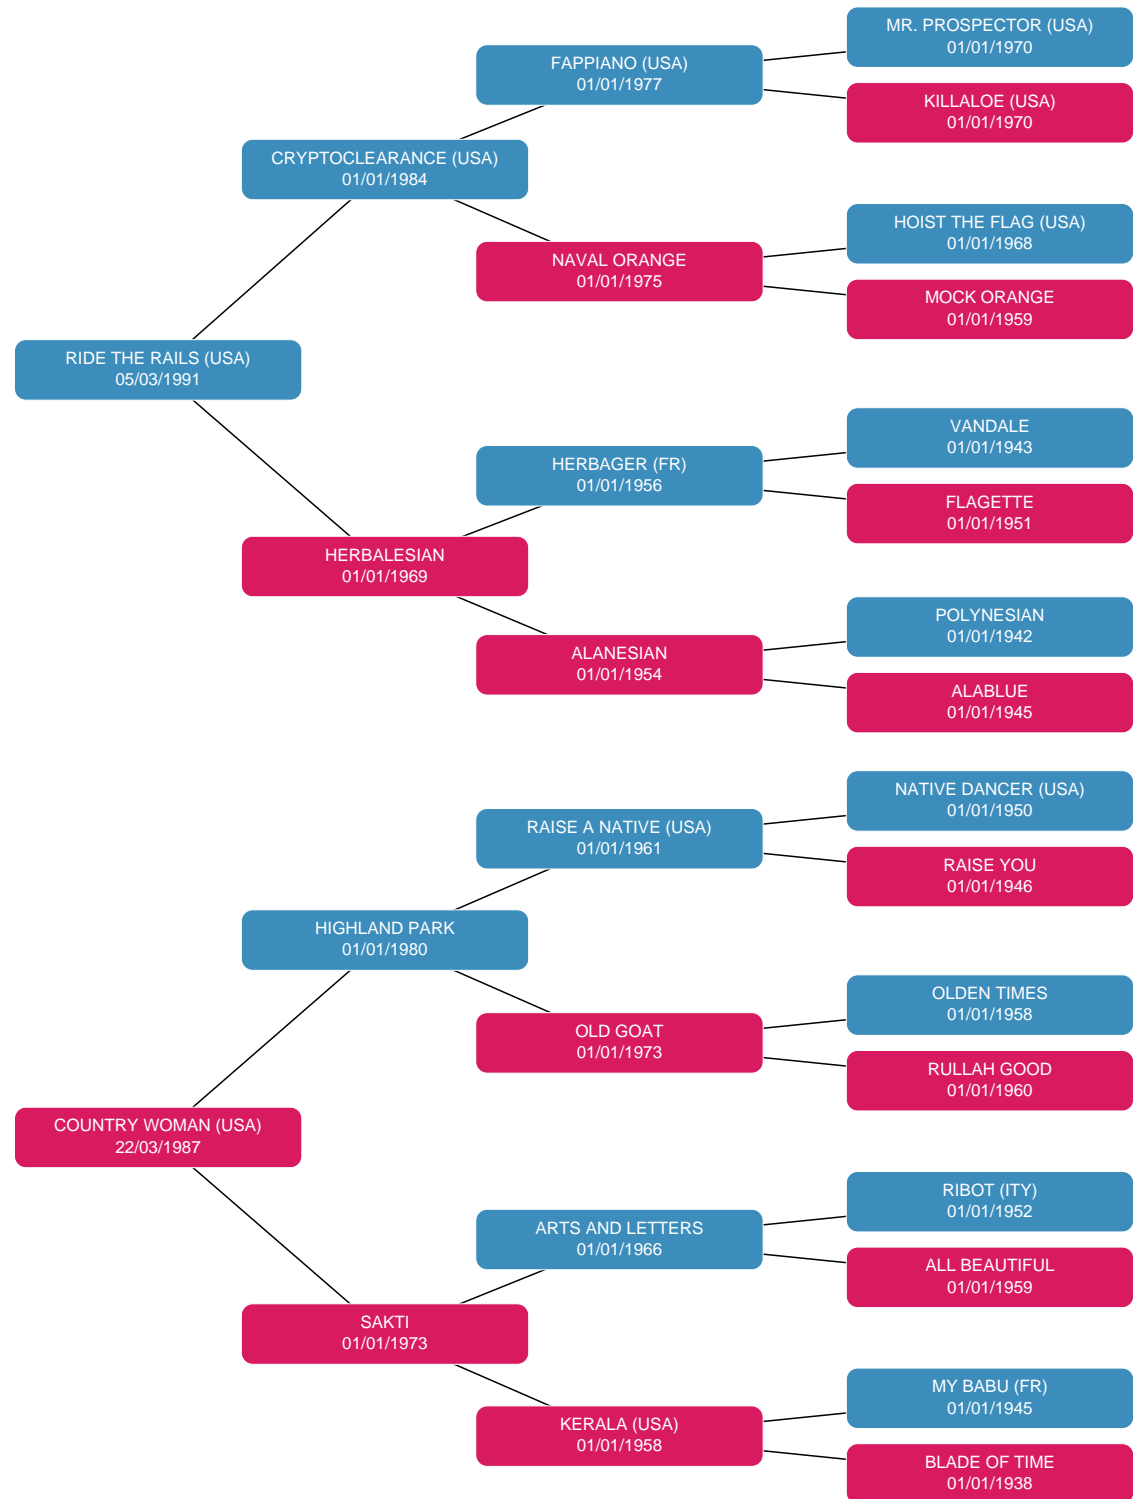 MR. PROSPECTOR (USA)
01/01/1970
FAPPIANO (USA)
01/01/1977
KILLALOE (USA)
01/01/1970
CRYPTOCLEARANCE (USA)
01/01/1984
HOIST THE FLAG (USA)
01/01/1968
NAVAL ORANGE
01/01/1975
MOCK ORANGE
01/01/1959
RIDE THE RAILS (USA)
05/03/1991
VANDALE
01/01/1943
HERBAGER (FR)
01/01/1956
FLAGETTE
01/01/1951
HERBALESIAN
01/01/1969
POLYNESIAN
01/01/1942
ALANESIAN
01/01/1954
ALABLUE
01/01/1945
NATIVE DANCER (USA)
01/01/1950
RAISE A NATIVE (USA)
01/01/1961
RAISE YOU
01/01/1946
HIGHLAND PARK
01/01/1980
OLDEN TIMES
01/01/1958
OLD GOAT
01/01/1973
RULLAH GOOD
01/01/1960
COUNTRY WOMAN (USA)
22/03/1987
RIBOT (ITY)
01/01/1952
ARTS AND LETTERS
01/01/1966
ALL BEAUTIFUL
01/01/1959
SAKTI
01/01/1973
MY BABU (FR)
01/01/1945
KERALA (USA)
01/01/1958
BLADE OF TIME
01/01/1938